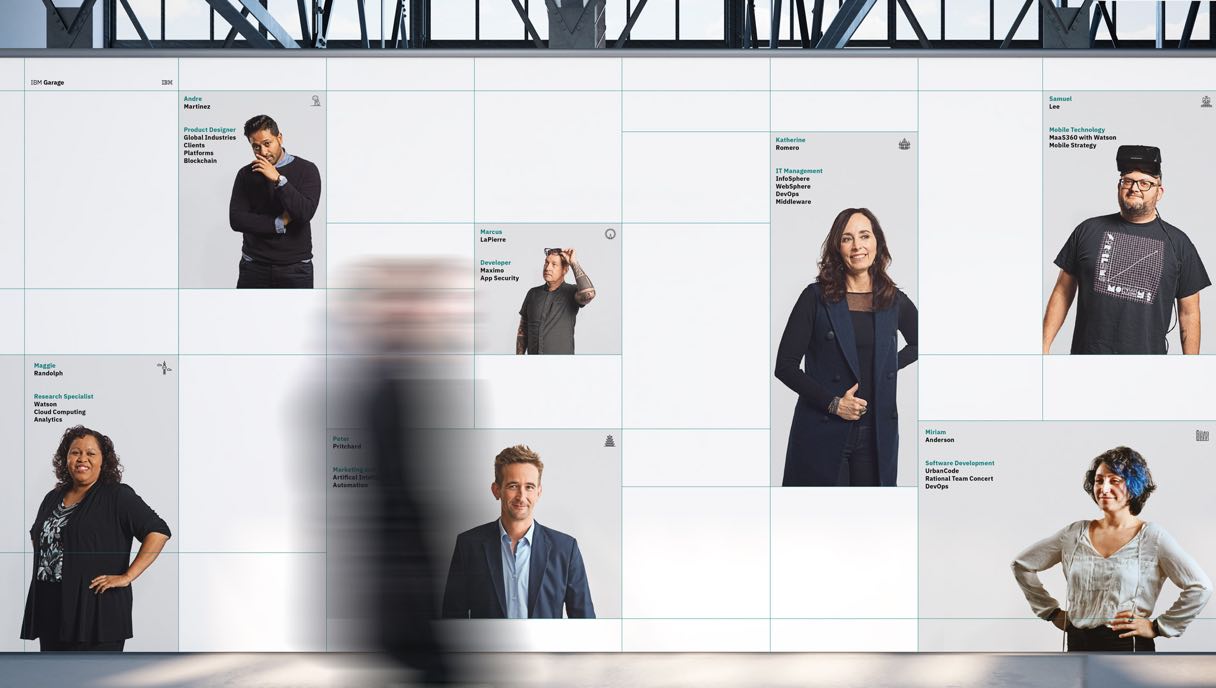 IBM Garage
IBM
Andre
Martinez
Product Designer
Global Industries
Clients
Platforms
Blockchain
Marcus
LaPierre
Developer
Maximo
App Security
Katherine
Romero
IT Management
InfoSphere
WebSphere
DevOps
Middleware
Samuel
Lee
Mobile Technology
MaaS360 with Watson
Mobile Strategy
Maggie
Randolph
Research Specialist
Watson
Cloud Computing
Analytics
Peter
Pritchard
Marketing
Artifical
Automation
Miriam
Anderson
Software Development
UrbanCode
Rational Team Concert
DevOps